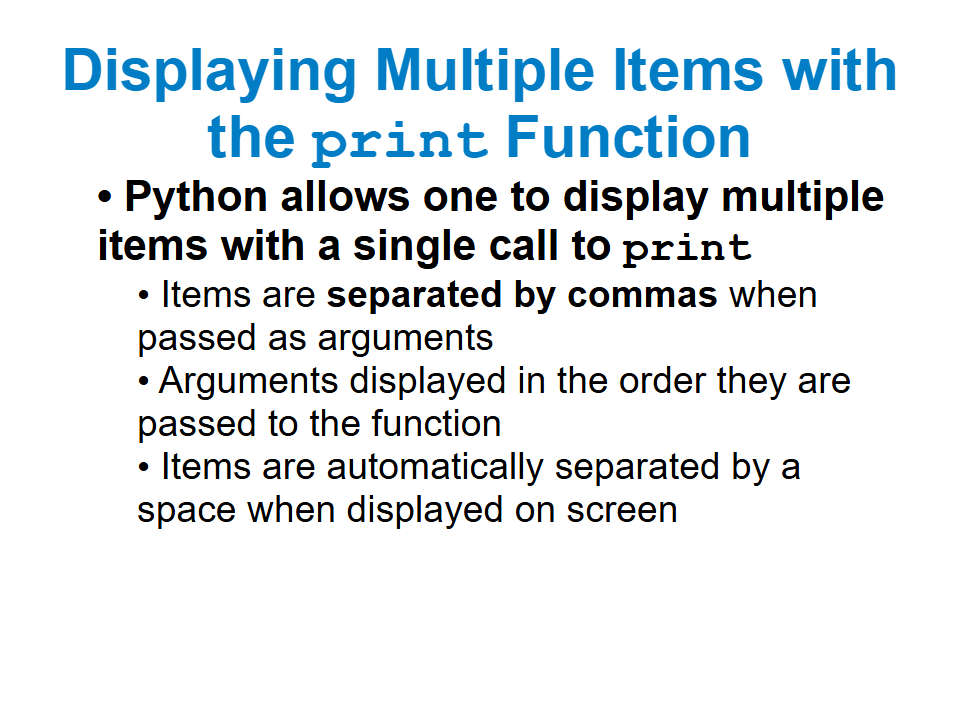 Displaying Multiple Items with
the print Function
• Python allows one to display multiple
items with a single call to print
• Items are separated by commas when
passed as arguments
• Arguments displayed in the order they are
passed to the function
• Items are automatically separated by a
space when displayed on screen